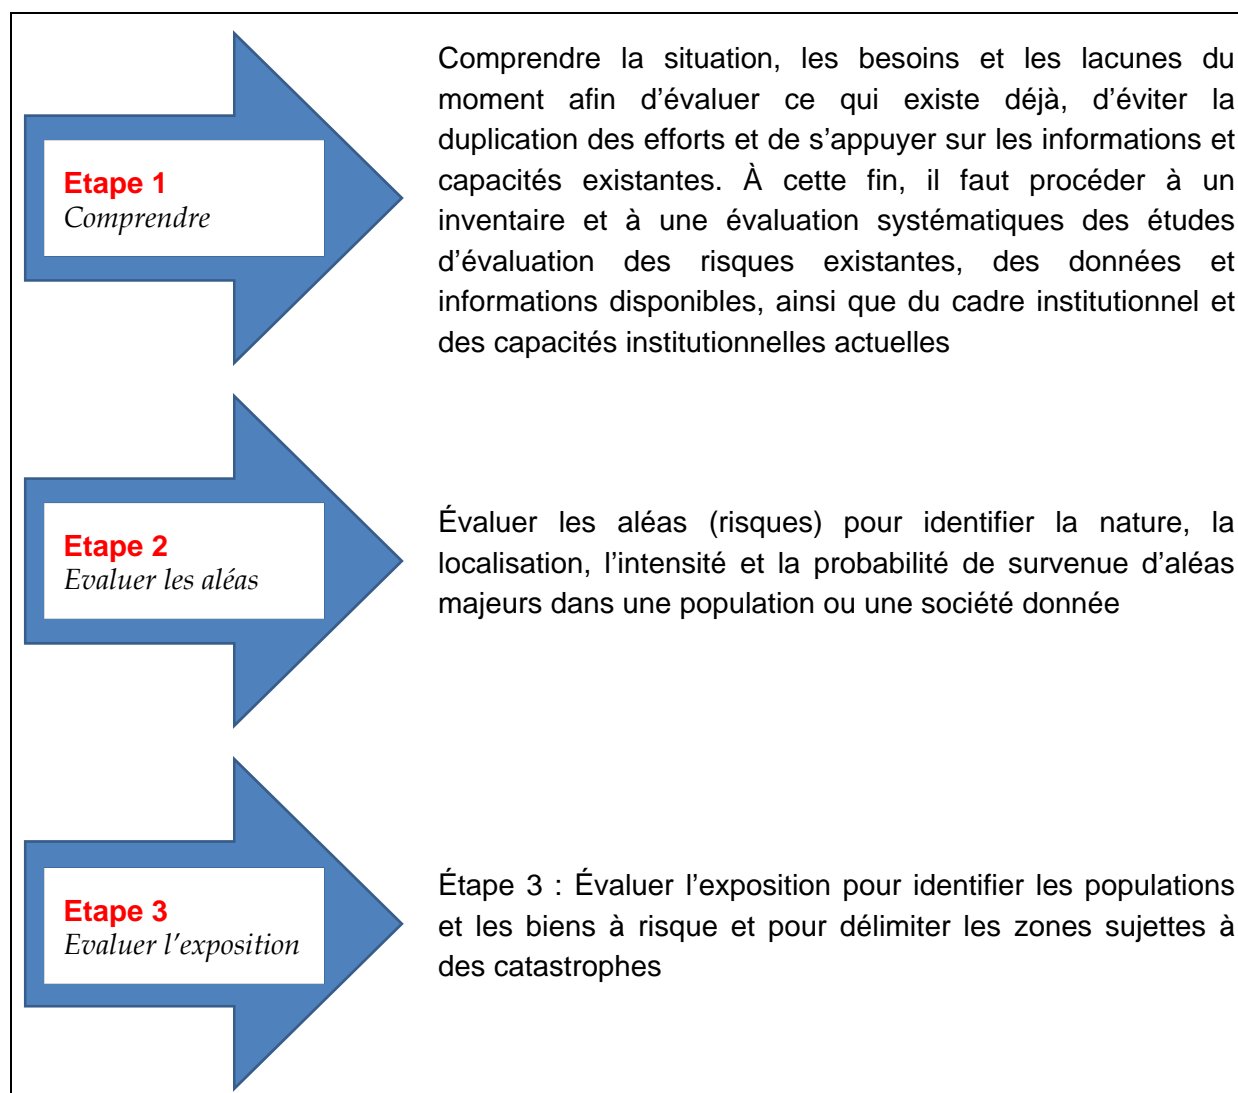 Etape 1
Comprendre
Comprendre la situation, les besoins et les lacunes du
moment afin d’évaluer ce qui existe déjà, d’éviter la
duplication des efforts et de s’appuyer sur les informations et
capacités existantes. À cette fin, il faut procéder à un
inventaire et à une évaluation systématiques des études
d’évaluation des risques existantes, des données et
informations disponibles, ainsi que du cadre institutionnel et
des capacités institutionnelles actuelles
Etape 2
Evaluer les aléas
Évaluer les aléas (risques) pour identifier la nature, la
localisation, l’intensité et la probabilité de survenue d’aléas
majeurs dans une population ou une société donnée
Etape 3
Evaluer l’exposition
Étape 3 : Évaluer l’exposition pour identifier les populations
et les biens à risque et pour délimiter les zones sujettes à
des catastrophes